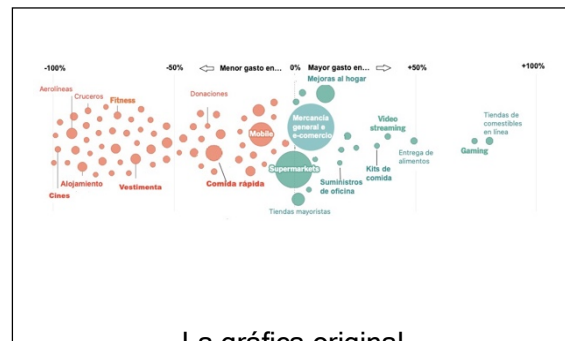 -100%
-50%
Menor gasto en...
0%
Mayor gasto en...
+50%
+100%
Mejoras al hogar
Aerolíneas
Cruceros
Fitness
Donaciones
Mobile
Mercancía
general e
e-comercio
Video
streaming
Tiendas de
comestibles
en línea
Gaming
Entrega de
alimentos
Kits de
comida
Suministros
de oficina
Supermarkets
Comida rápida
Vestimenta
Alojamiento
Cines
Tiendas mayoristas
La gráfica original